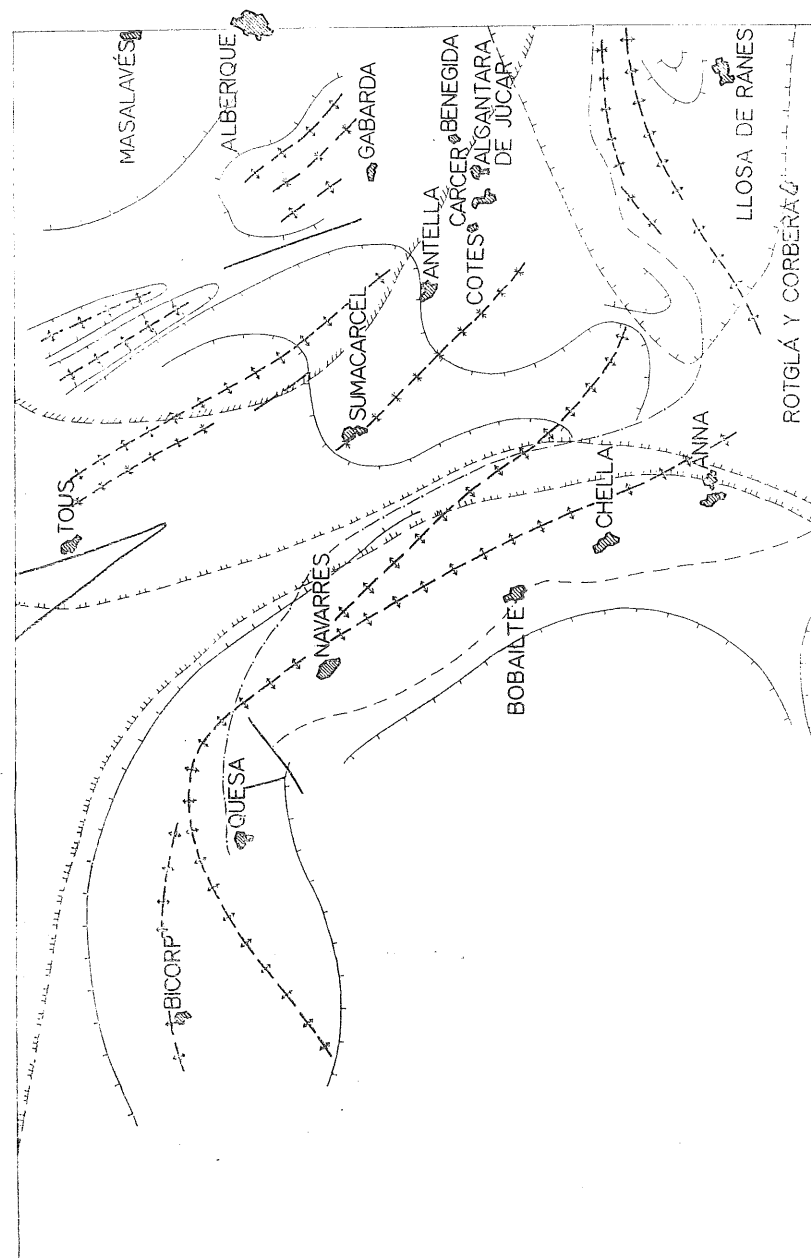 MASALAVÉS
ALBERIQUE
GABARDA
BENEGIDA
CARCER
ALGANTARA
DE JUCAR
ANTELLA
COTES
SUMACARCEL
TOUS
LLOSA DE RANES
ROTGLÁ Y CORBERA
ANNA
CHELLA
NAVARRES
BOBAILTE
QUESA
BICORP